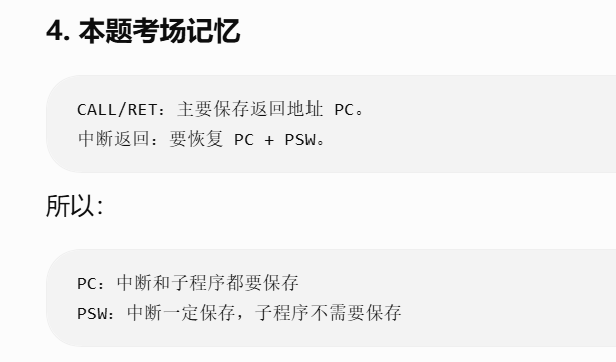 4. 本题考场记忆
CALL/RET：主要保存返回地址 PC。
中断返回：要恢复 PC + PSW。
所以：
PC：中断和子程序都要保存
PSW：中断一定保存，子程序不需要保存